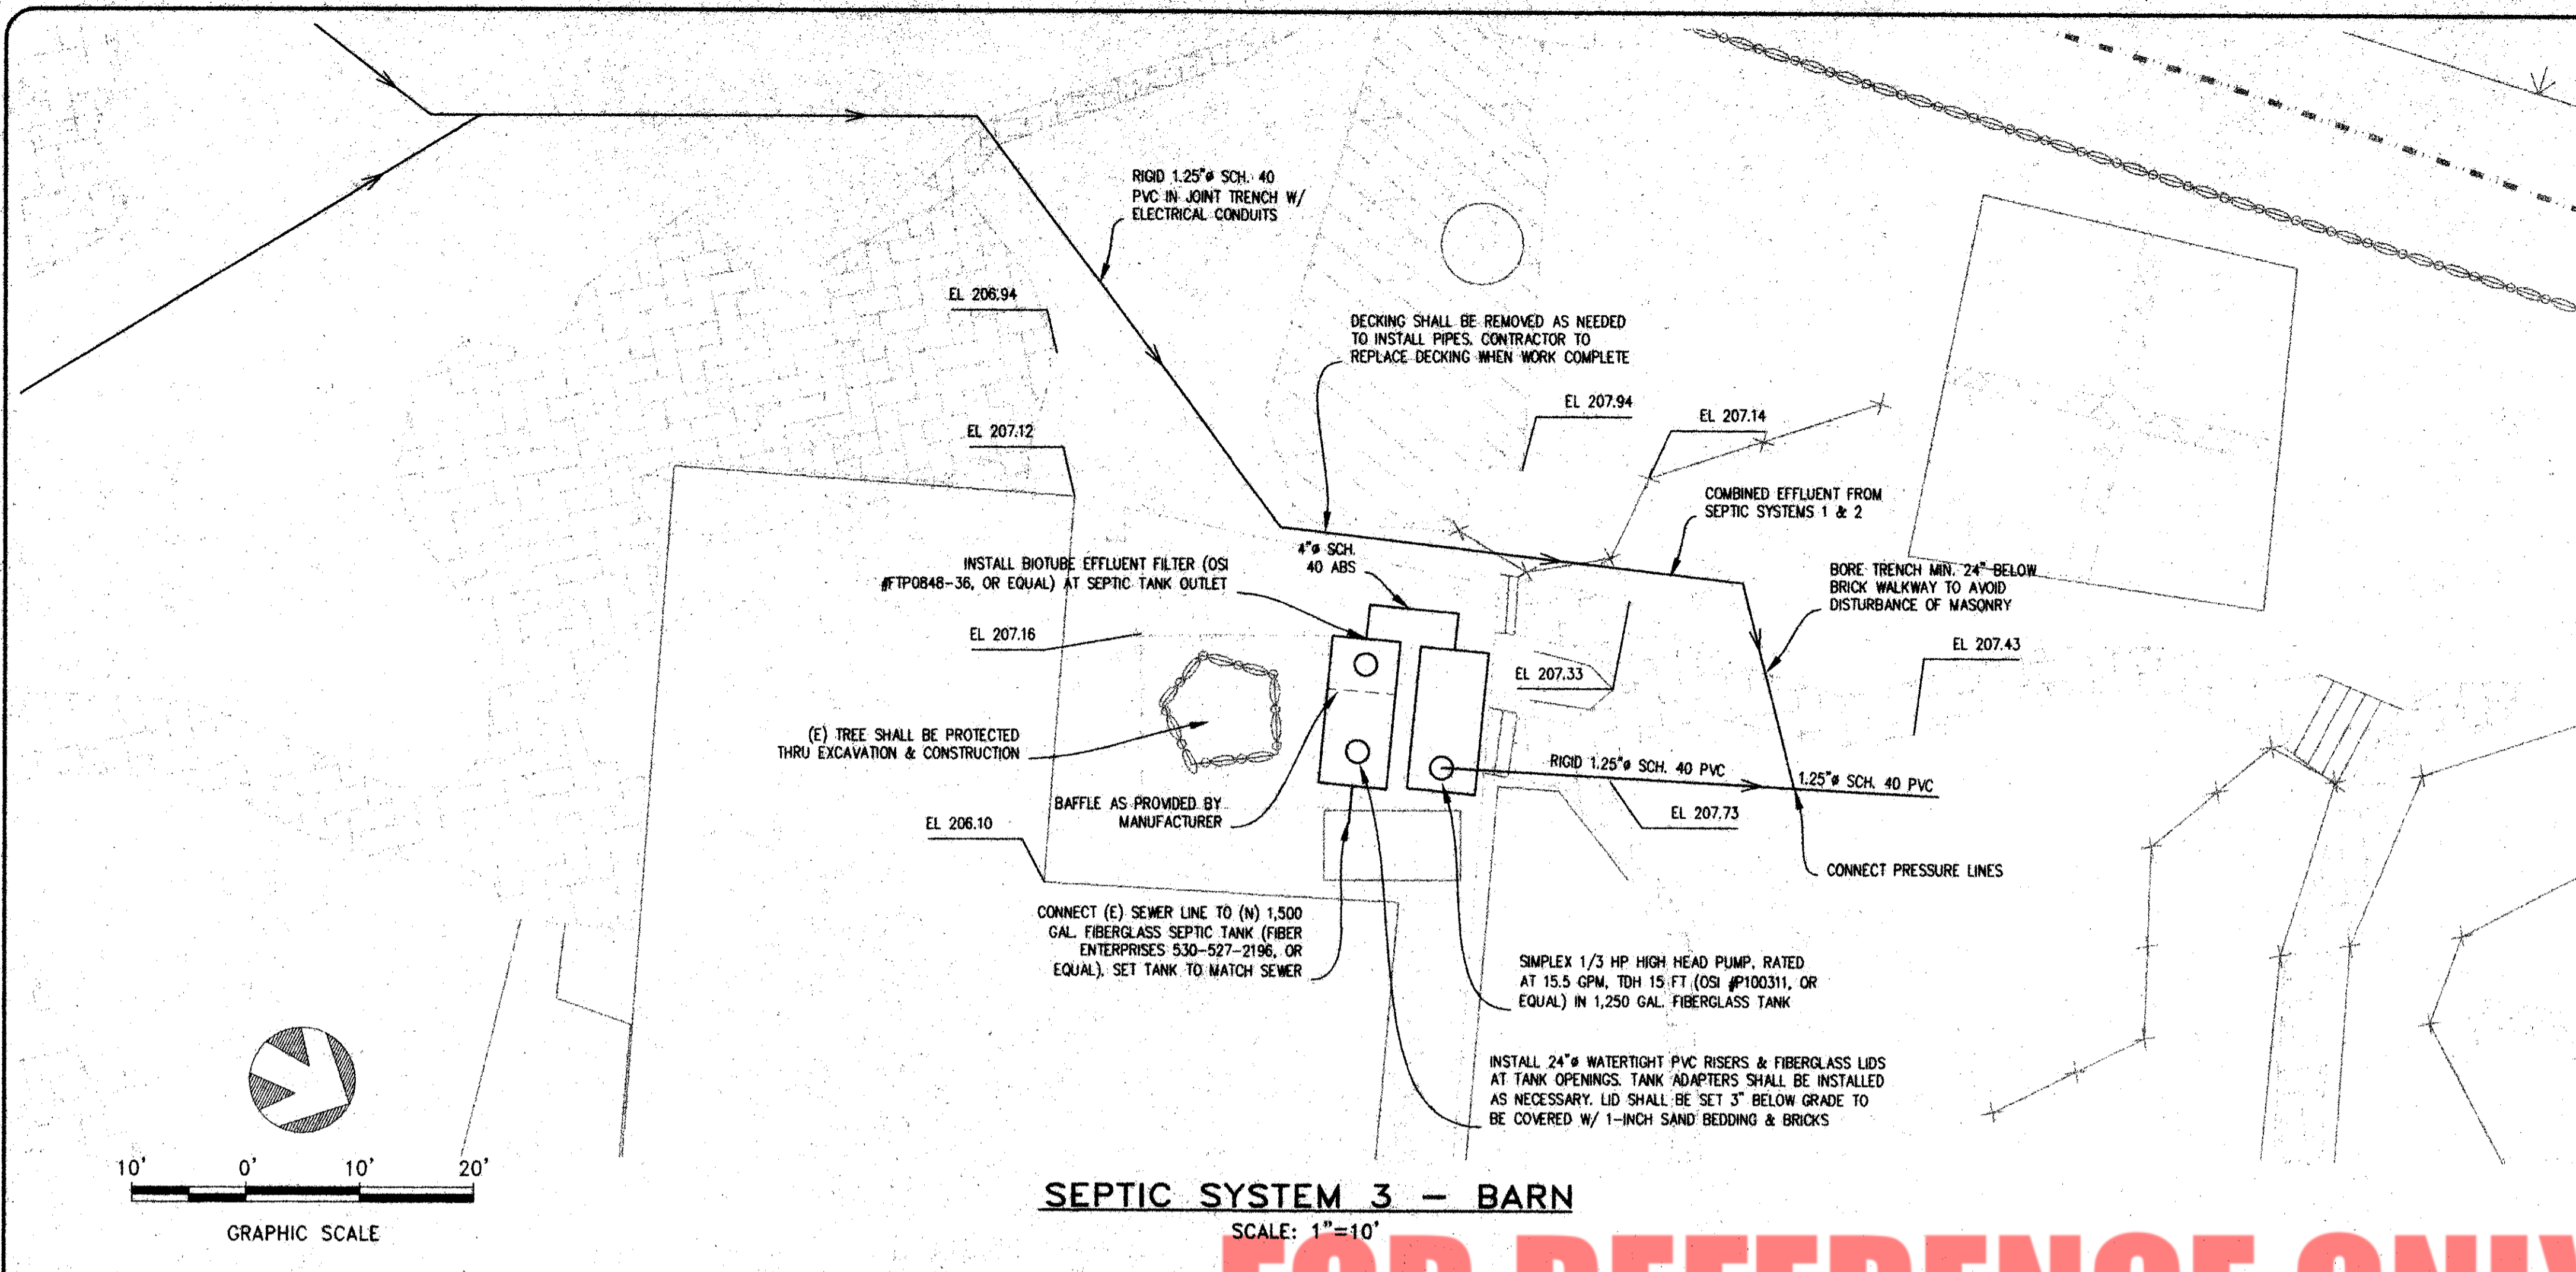 RIGID 1.25"ø SCH. 40
PVC IN JOINT TRENCH W/
ELECTRICAL CONDUITS
EL 206.94
DECKING SHALL BE REMOVED AS NEEDED
TO INSTALL PIPES. CONTRACTOR TO
REPLACE DECKING WHEN WORK COMPLETE
EL 207.94
EL 207.14
EL 207.12
COMBINED EFFLUENT FROM
SEPTIC SYSTEMS 1 & 2
4"ø SCH.
40 ABS
INSTALL BIOTUBE EFFLUENT FILTER (OSI
#FTP0848-36, OR EQUAL) AT SEPTIC TANK OUTLET
BORE TRENCH MIN. 24" BELOW
BRICK WALKWAY TO AVOID
DISTURBANCE OF MASONRY
EL 207.16
EL 207.43
EL 207.33
(E) TREE SHALL BE PROTECTED
THRU EXCAVATION & CONSTRUCTION
RIGID 1.25"ø SCH. 40 PVC
1.25"ø SCH. 40 PVC
BAFFLE AS PROVIDED BY
MANUFACTURER
EL 206.10
EL 207.73
CONNECT PRESSURE LINES
CONNECT (E) SEWER LINE TO (N) 1,500
GAL. FIBERGLASS SEPTIC TANK (FIBER
ENTERPRISES 530-527-2196, OR
EQUAL). SET TANK TO MATCH SEWER
SIMPLEX 1/3 HP HIGH HEAD PUMP, RATED
AT 15.5 GPM, TDH 15 FT (OSI #P100311, OR
EQUAL) IN 1,250 GAL. FIBERGLASS TANK
INSTALL 24"ø WATERTIGHT PVC RISERS & FIBERGLASS LIDS
AT TANK OPENINGS. TANK ADAPTERS SHALL BE INSTALLED
AS NECESSARY. LID SHALL BE SET 3" BELOW GRADE TO
BE COVERED W/ 1-INCH SAND BEDDING & BRICKS
10' 0' 10' 20'
GRAPHIC SCALE
SEPTIC SYSTEM 3 – BARN
SCALE: 1"=10'
FOR REFERENCE ONLY